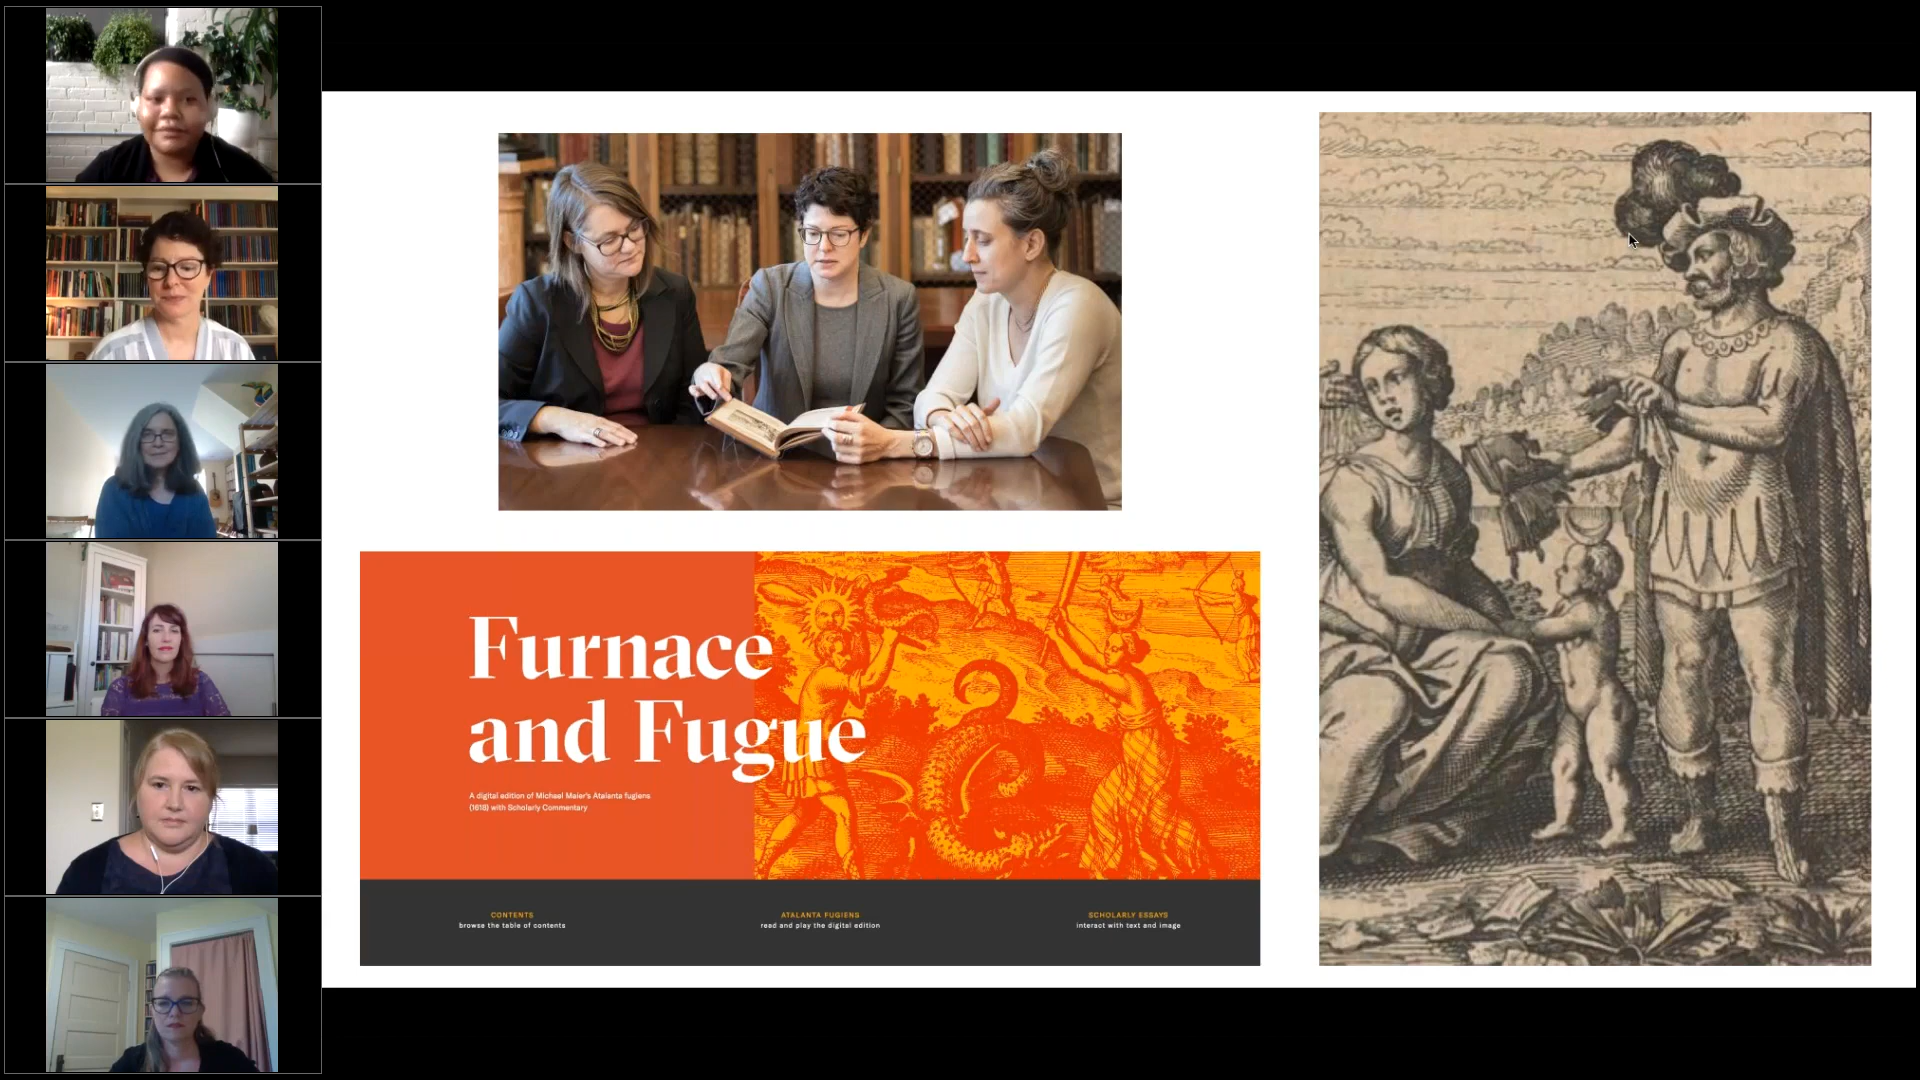 Furnace
and Fugue
A digital edition of Michael Maier's Atalanta fugiens
(1618) with Scholarly Commentary
CONTENTS
browse the table of contents
ATALANTA FUGIENS
read and play the digital edition
SCHOLARLY ESSAYS
interact with text and image